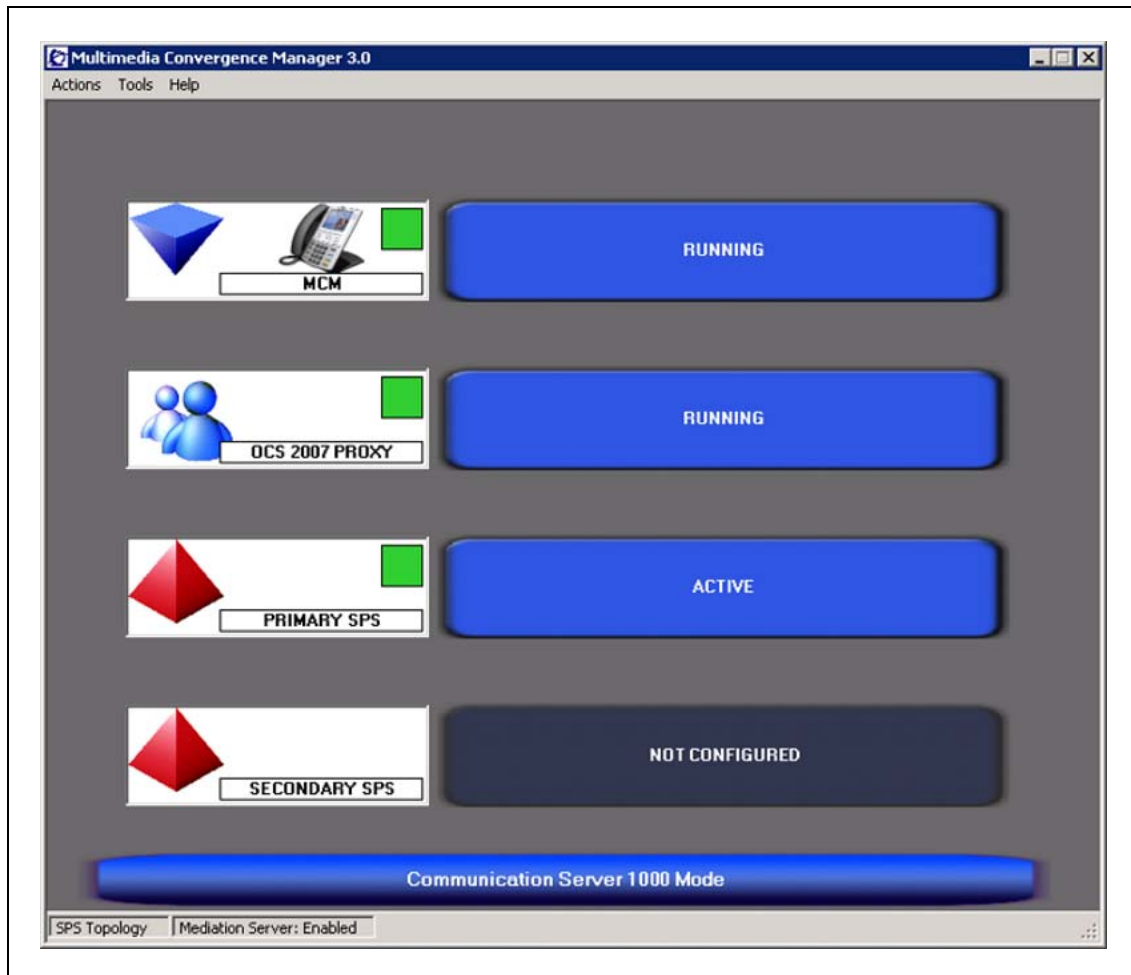 Multimedia Convergence Manager 3.0
Actions Tools Help
MCM
RUNNING
OCS 2007 PROXY
RUNNING
PRIMARY SPS
ACTIVE
SECONDARY SPS
NOT CONFIGURED
Communication Server 1000 Mode
SPS Topology Mediation Server: Enabled